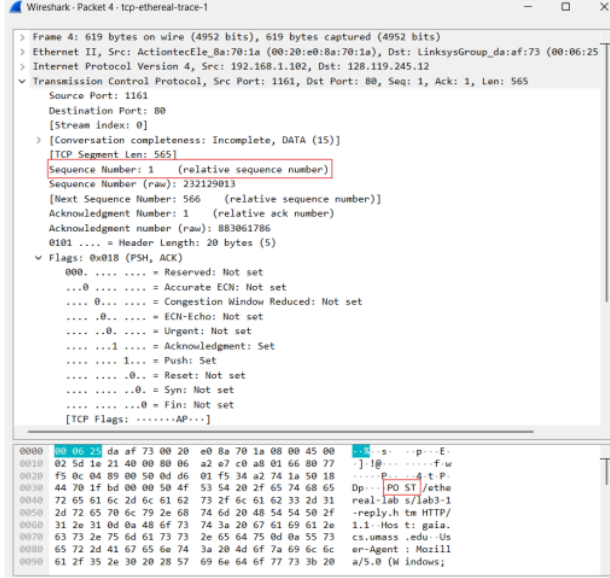 Wireshark · Packet 4 · tcp-ethereal-trace-1
> Frame 4: 619 bytes on wire (4952 bits), 619 bytes captured (4952 bits)
> Ethernet II, Src: ActiontecEle_8a:70:1a (00:20:e0:8a:70:1a), Dst: LinksysGroup_da:af:73 (00:06:25
> Internet Protocol Version 4, Src: 192.168.1.102, Dst: 128.119.245.12
Transmission Control Protocol, Src Port: 1161, Dst Port: 80, Seq: 1, Ack: 1, Len: 565
Source Port: 1161
Destination Port: 80
[Stream index: 0]
> [Conversation completeness: Incomplete, DATA (15)]
[TCP Segment Len: 565]
Sequence Number: 1 (relative sequence number)
Sequence Number (raw): 232129013
[Next Sequence Number: 566 (relative sequence number)]
Acknowledgment Number: 1 (relative ack number)
Acknowledgment number (raw): 883061786
0101 .... = Header Length: 20 bytes (5)
Flags: 0x018 (PSH, ACK)
000. .... .... = Reserved: Not set
...0 .... .... = Accurate ECN: Not set
.... 0... .... = Congestion Window Reduced: Not set
.... .0.. .... = ECN-Echo: Not set
.... ..0. .... = Urgent: Not set
.... ...1 .... = Acknowledgment: Set
.... .... 1... = Push: Set
.... .... .0.. = Reset: Not set
.... .... ..0. = Syn: Not set
.... .... ...0 = Fin: Not set
[TCP Flags: ·······AP···]
0000 00 06 25 da af 73 00 20 e0 8a 70 1a 08 00 45 00 ··%··s· ··p···E·
0010 02 5d 1e 21 40 00 80 06 a2 e7 c0 a8 01 66 80 77 ·]·!@··· ·····f·w
0020 f5 0c 04 89 00 50 0d d6 01 f5 34 a2 74 1a 50 18 ·····P·· ··4·t·P·
0030 44 70 1f bd 00 00 50 4f 53 54 20 2f 65 74 68 65 Dp····PO ST /ethe
0040 72 65 61 6c 2d 6c 61 62 73 2f 6c 61 62 33 2d 31 real-lab s/lab3-1
0050 2d 72 65 70 6c 79 2e 68 74 6d 20 48 54 54 50 2f -reply.h tm HTTP/
0060 31 2e 31 0d 0a 48 6f 73 74 3a 20 67 61 69 61 2e 1.1··Hos t: gaia.
0070 63 73 2e 75 6d 61 73 73 2e 65 64 75 0d 0a 55 73 cs.umass .edu··Us
0080 65 72 2d 41 67 65 6e 74 3a 20 4d 6f 7a 69 6c 6c er-Agent : Mozill
0090 61 2f 35 2e 30 20 28 57 69 6e 64 6f 77 73 3b 20 a/5.0 (W indows;